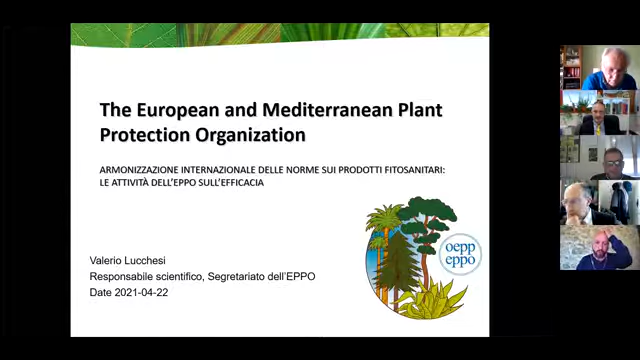 The European and Mediterranean Plant
Protection Organization
ARMONIZZAZIONE INTERNAZIONALE DELLE NORME SUI PRODOTTI FITOSANITARI:
LE ATTIVITÀ DELL'EPPO SULL'EFFICACIA
oepp
eppo
Valerio Lucchesi
Responsabile scientifico, Segretariato dell'EPPO
Date 2021-04-22